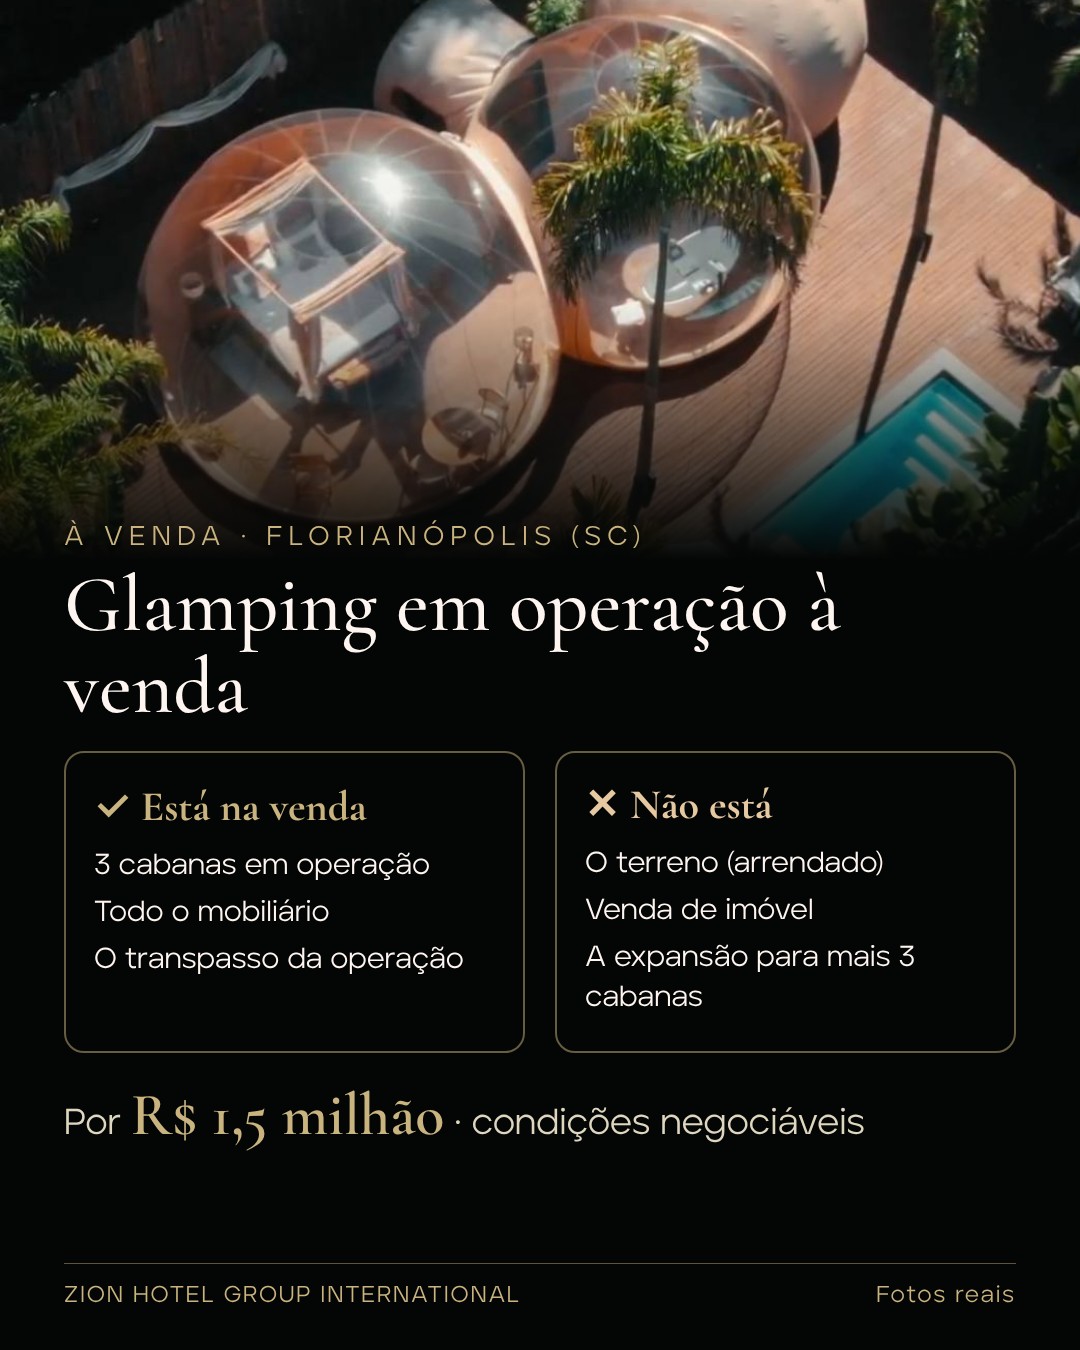 À VENDA · FLORIANÓPOLIS (SC)
Glamping em operação à
venda
✓ Está na venda
3 cabanas em operação
Todo o mobiliário
O transpasso da operação
✕ Não está
O terreno (arrendado)
Venda de imóvel
A expansão para mais 3
cabanas
Por R$ 1,5 milhão · condições negociáveis
ZION HOTEL GROUP INTERNATIONAL
Fotos reais